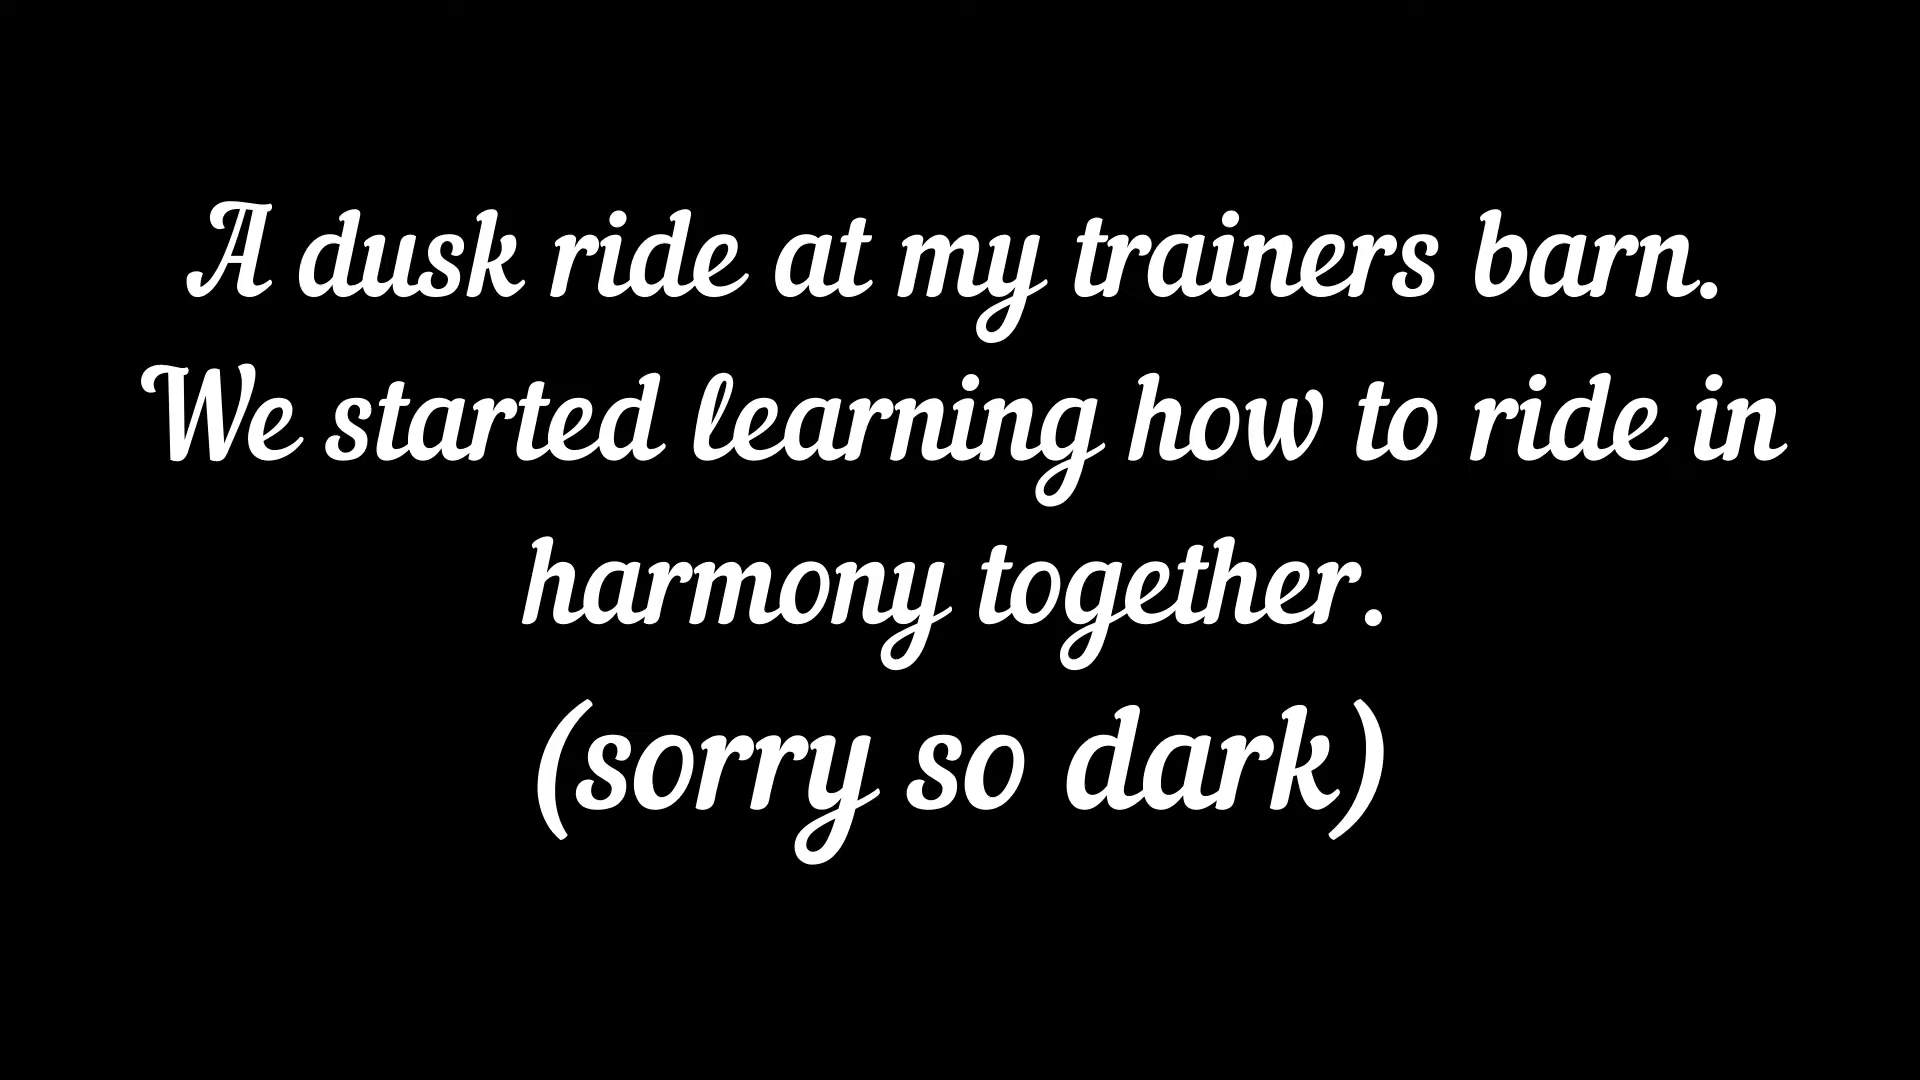 A dusk ride at my trainers barn.
We started learning how to ride in
harmony together.
(sorry so dark)